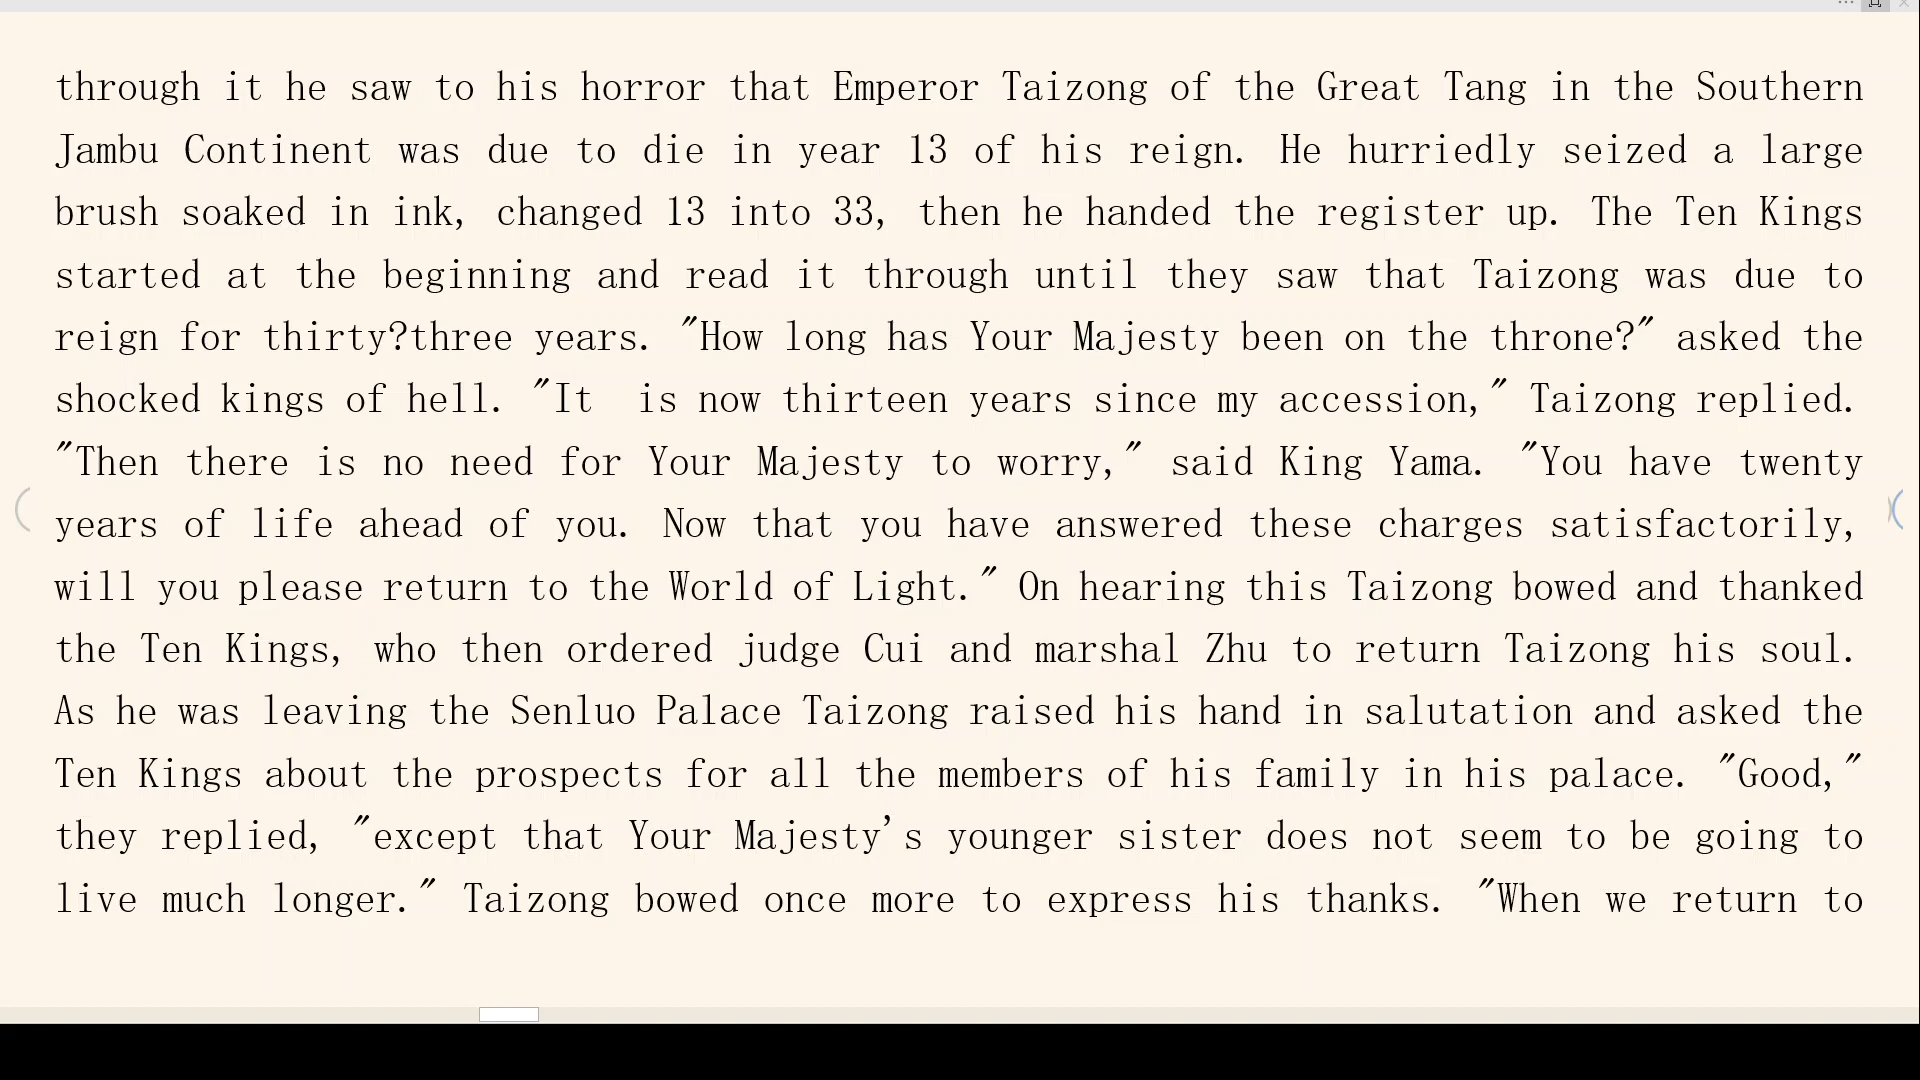 through it he saw to his horror that Emperor Taizong of the Great Tang in the Southern
Jambu Continent was due to die in year 13 of his reign. He hurriedly seized a large
brush soaked in ink, changed 13 into 33, then he handed the register up. The Ten Kings
started at the beginning and read it through until they saw that Taizong was due to
reign for thirty?three years. "How long has Your Majesty been on the throne?" asked the
shocked kings of hell. "It  is now thirteen years since my accession," Taizong replied.
"Then there is no need for Your Majesty to worry," said King Yama. "You have twenty
years of life ahead of you. Now that you have answered these charges satisfactorily,
will you please return to the World of Light." On hearing this Taizong bowed and thanked
the Ten Kings, who then ordered judge Cui and marshal Zhu to return Taizong his soul.
As he was leaving the Senluo Palace Taizong raised his hand in salutation and asked the
Ten Kings about the prospects for all the members of his family in his palace. "Good,"
they replied, "except that Your Majesty's younger sister does not seem to be going to
live much longer." Taizong bowed once more to express his thanks. "When we return to